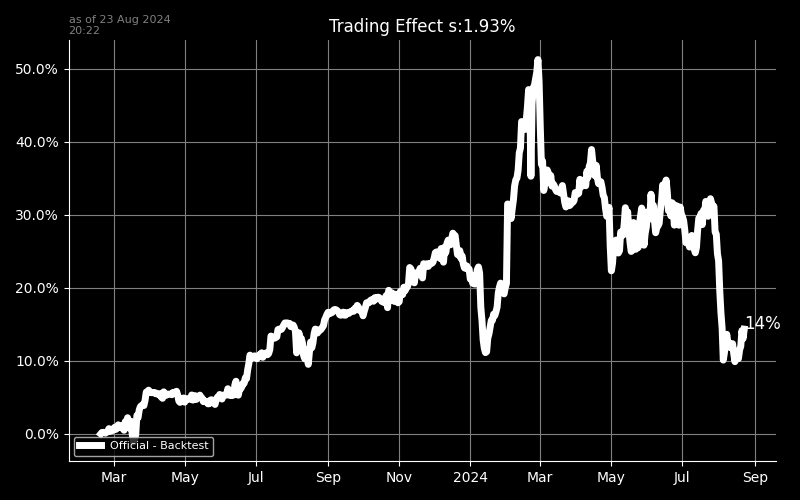 as of 23 Aug 2024
20:22
Trading Effect s:1.93%
50.0%
40.0%
30.0%
20.0%
10.0%
0.0%
14%
Official - Backtest
Mar May Jul Sep Nov 2024 Mar May Jul Sep